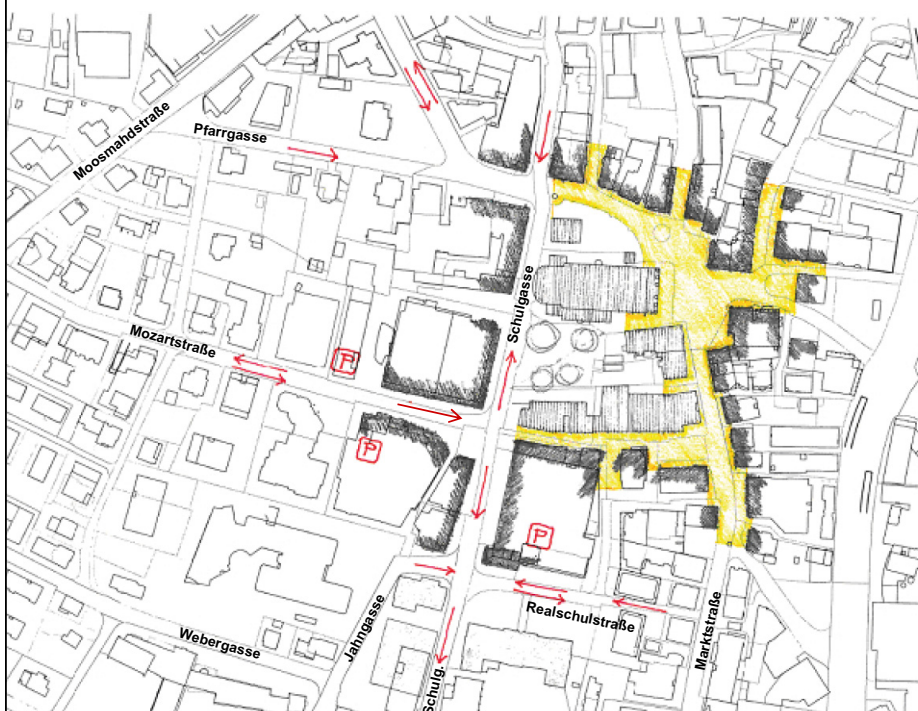 Pfarrgasse
Moosmahdstraße
Schulgasse
Mozartstraße
P
P
P
Realschulstraße
Marktstraße
Jahngasse
Webergasse
Schulg.